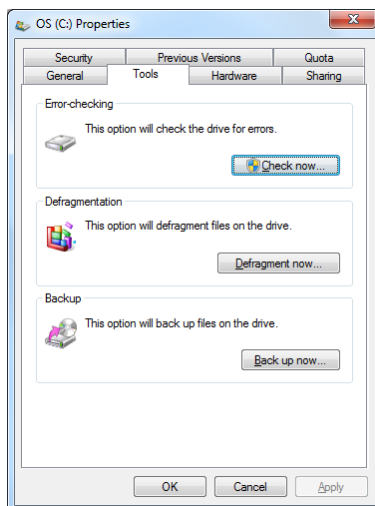 OS (C:) Properties
Security Previous Versions Quota
General Tools Hardware Sharing
Error-checking
This option will check the drive for errors.
Check now...
Defragmentation
This option will defragment files on the drive.
Defragment now...
Backup
This option will back up files on the drive.
Back up now...
OK Cancel Apply